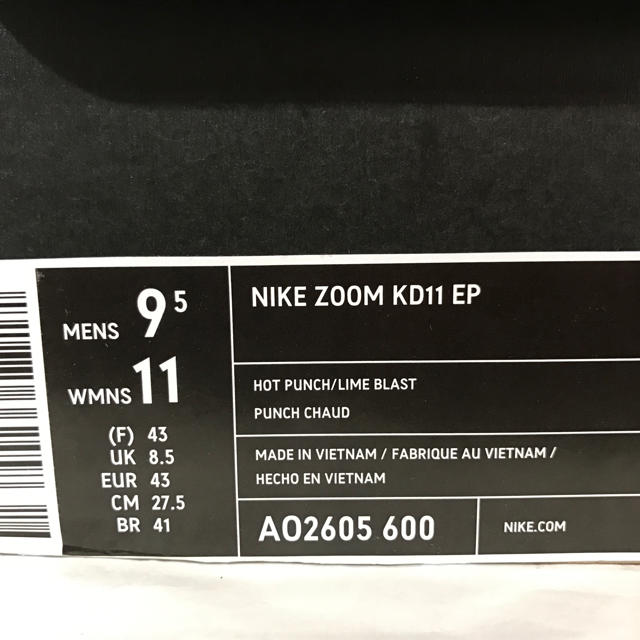 MENS 9 5
WMNS 11
(F) 43
UK 8.5
EUR 43
CM 27.5
BR 41
NIKE ZOOM KD11 EP
HOT PUNCH/LIME BLAST
PUNCH CHAUD
MADE IN VIETNAM / FABRIQUE AU VIETNAM /
HECHO EN VIETNAM
AO2605 600
NIKE.COM